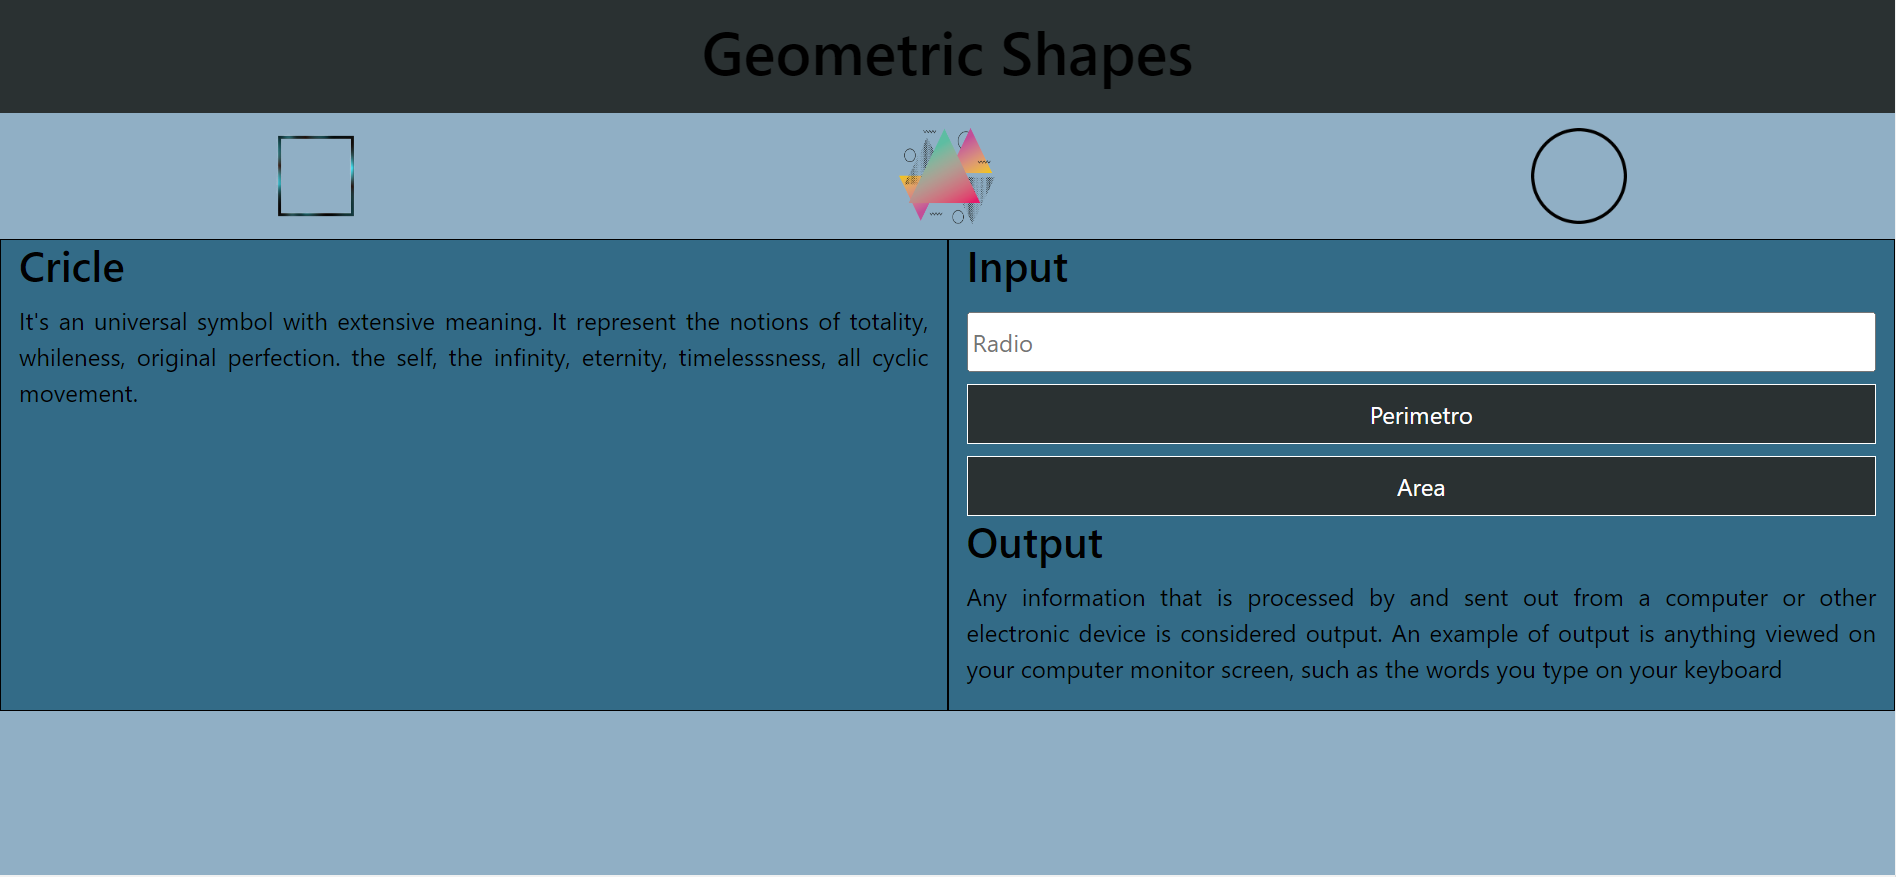 Geometric Shapes
Cricle
It's an universal symbol with extensive meaning. It represent the notions of totality,
whileness, original perfection. the self, the infinity, eternity, timelesssness, all cyclic
movement.
Input
Radio
Perimetro
Area
Output
Any information that is processed by and sent out from a computer or other
electronic device is considered output. An example of output is anything viewed on
your computer monitor screen, such as the words you type on your keyboard